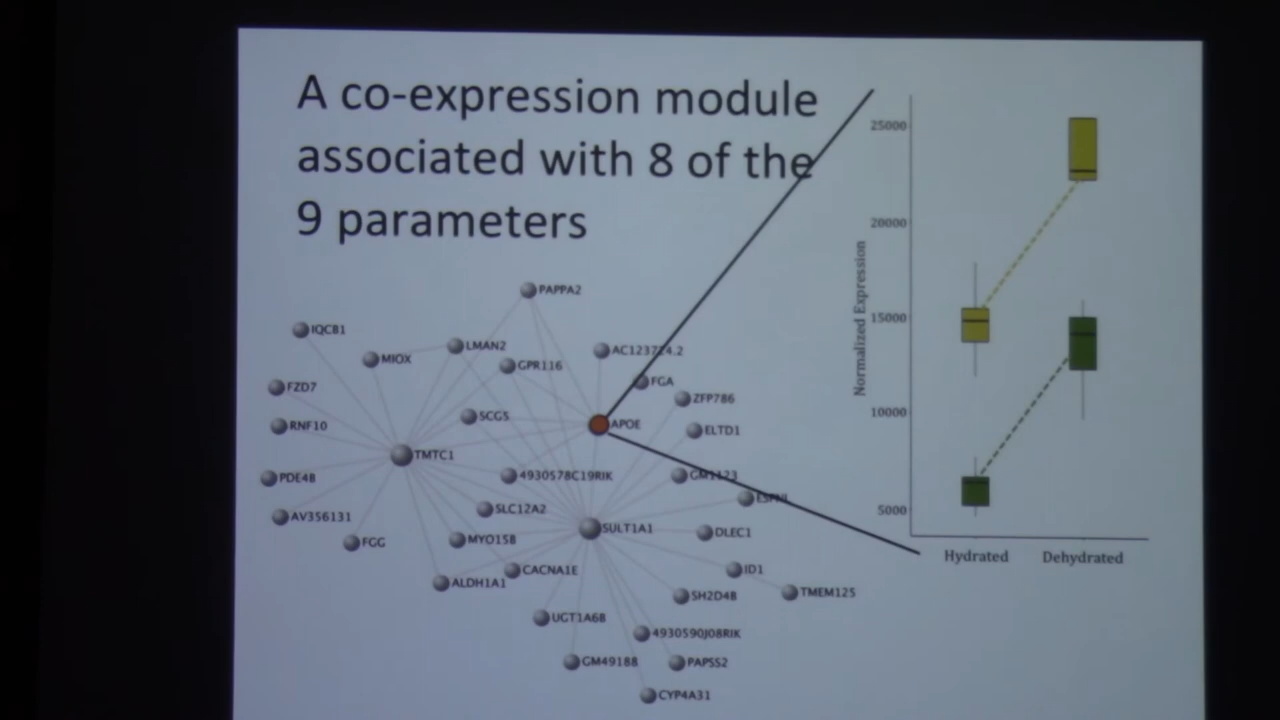 A co-expression module
associated with 8 of the
9 parameters
PAPPA2
IQCB1
LMAN2
MIOX
GPR116
FGA
FZD7
ZFP786
SCG5
APOE
RNF10
ELTD1
TMTC1
4930578C19RIK
GM1123
PDE4B
SLC12A2
AV356131
SULT1A1
DLEC1
FGG
MYO15B
CACNA1E
ID1
ALDH1A1
SH2D4B
TMEM125
UGT1A6B
4930590J08RIK
GM49188
PAPSS2
CYP4A31
Normalized Expression
25000
20000
15000
10000
5000
Hydrated Dehydrated